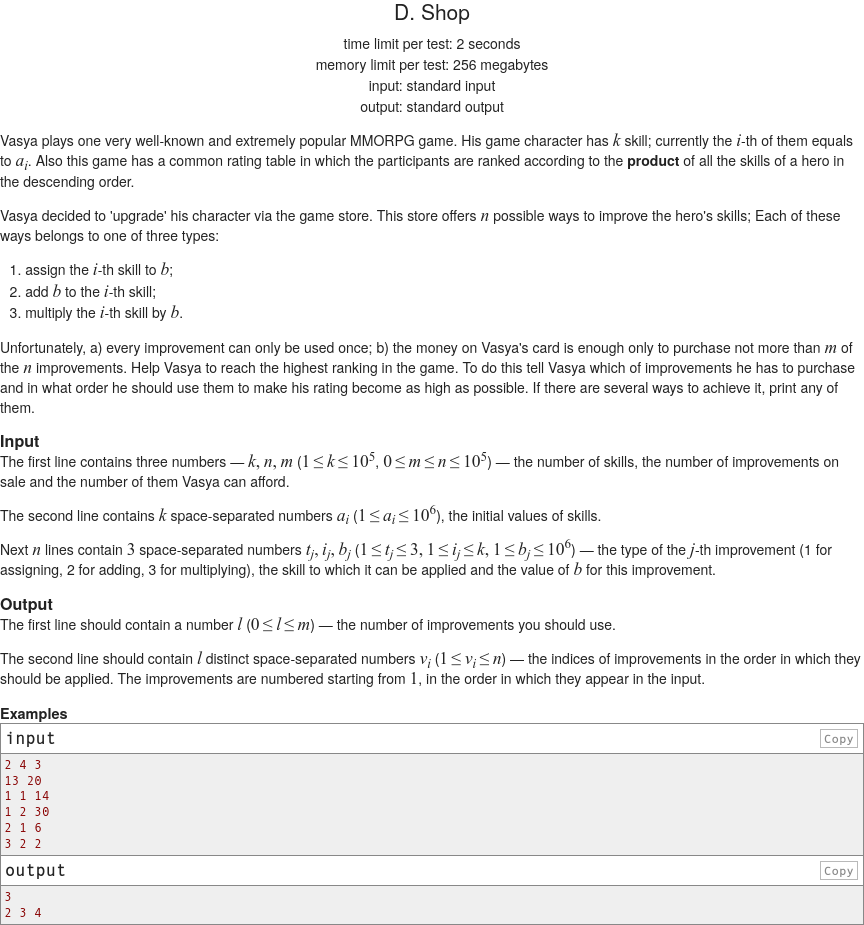 D. Shop
time limit per test: 2 seconds
memory limit per test: 256 megabytes
input: standard input
output: standard output
Vasya plays one very well-known and extremely popular MMORPG game. His game character has k skill; currently the i-th of them equals
to a_i. Also this game has a common rating table in which the participants are ranked according to the product of all the skills of a hero in
the descending order.
Vasya decided to 'upgrade' his character via the game store. This store offers n possible ways to improve the hero's skills; Each of these
ways belongs to one of three types:
1. assign the i-th skill to b;
2. add b to the i-th skill;
3. multiply the i-th skill by b.
Unfortunately, a) every improvement can only be used once; b) the money on Vasya's card is enough only to purchase not more than m of
the n improvements. Help Vasya to reach the highest ranking in the game. To do this tell Vasya which of improvements he has to purchase
and in what order he should use them to make his rating become as high as possible. If there are several ways to achieve it, print any of
them.
Input
The first line contains three numbers — k, n, m (1 ≤ k ≤ 10^5, 0 ≤ m ≤ n ≤ 10^5) — the number of skills, the number of improvements on
sale and the number of them Vasya can afford.
The second line contains k space-separated numbers a_i (1 ≤ a_i ≤ 10^6), the initial values of skills.
Next n lines contain 3 space-separated numbers t_j, i_j, b_j (1 ≤ t_j ≤ 3, 1 ≤ i_j ≤ k, 1 ≤ b_j ≤ 10^6) — the type of the j-th improvement (1 for
assigning, 2 for adding, 3 for multiplying), the skill to which it can be applied and the value of b for this improvement.
Output
The first line should contain a number l (0 ≤ l ≤ m) — the number of improvements you should use.
The second line should contain l distinct space-separated numbers v_i (1 ≤ v_i ≤ n) — the indices of improvements in the order in which they
should be applied. The improvements are numbered starting from 1, in the order in which they appear in the input.
Examples
input Copy
2 4 3
13 20
1 1 14
1 2 30
2 1 6
3 2 2
output Copy
3
2 3 4